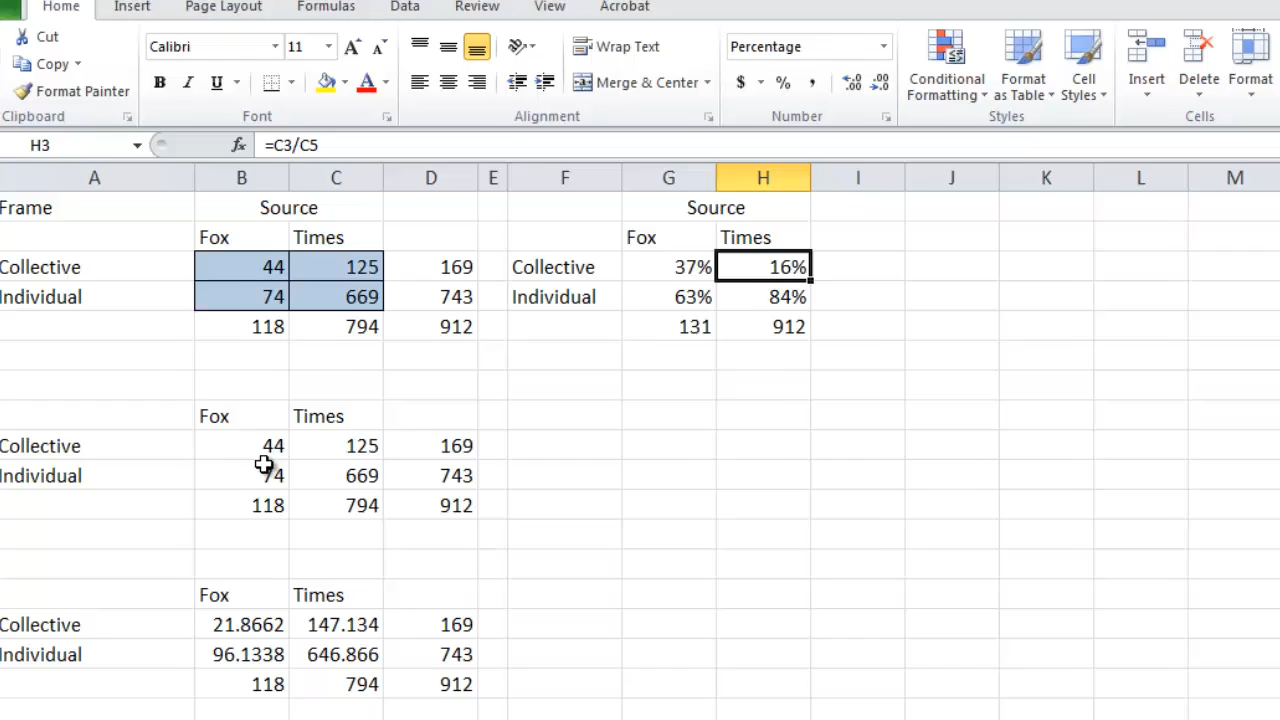 Home Insert Page Layout Formulas Data Review View Acrobat
Cut
Copy
Format Painter
Clipboard
Calibri 11 A A
B I U A
Font
Wrap Text
Merge & Center
Alignment
Percentage
$ % , .0 .00 .00 .0
Number
Conditional Formatting
Format as Table
Cell Styles
Styles
Insert Delete Format
Cells
H3 fx =C3/C5
A B C D E F G H I J K L M
Frame Source Source
Fox Times Fox Times
Collective 44 125 169 Collective 37% 16%
Individual 74 669 743 Individual 63% 84%
118 794 912 131 912
Fox Times
Collective 44 125 169
Individual 74 669 743
118 794 912
Fox Times
Collective 21.8662 147.134 169
Individual 96.1338 646.866 743
118 794 912